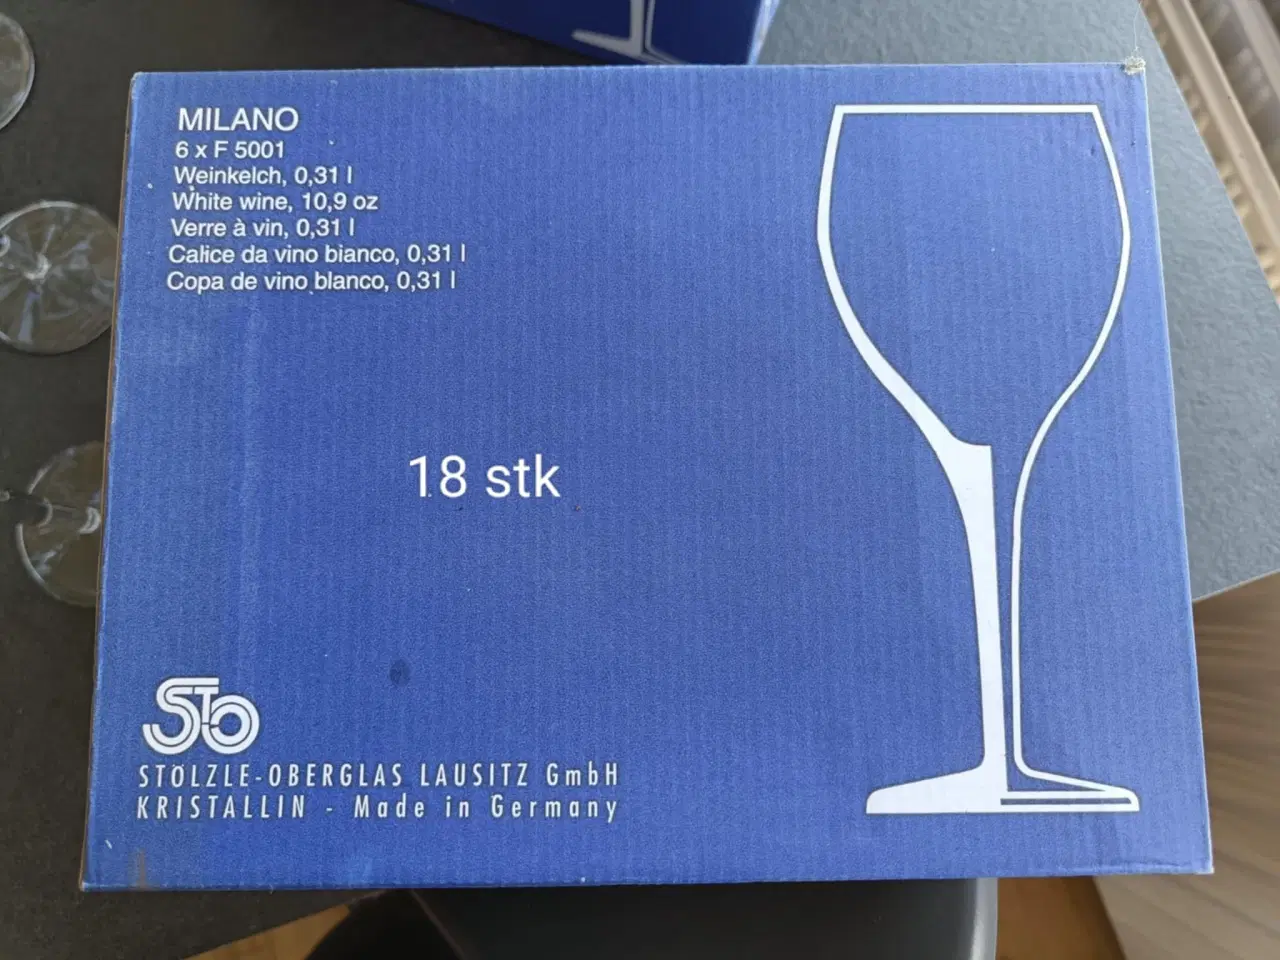 MILANO
6 x F 5001
Weinkelch, 0,31 l
White wine, 10,9 oz
Verre à vin, 0,31 l
Calice da vino bianco, 0,31 l
Copa de vino blanco, 0,31 l
18 stk
STO
STÖLZLE-OBERGLAS LAUSITZ GmbH
KRISTALLIN - Made in Germany